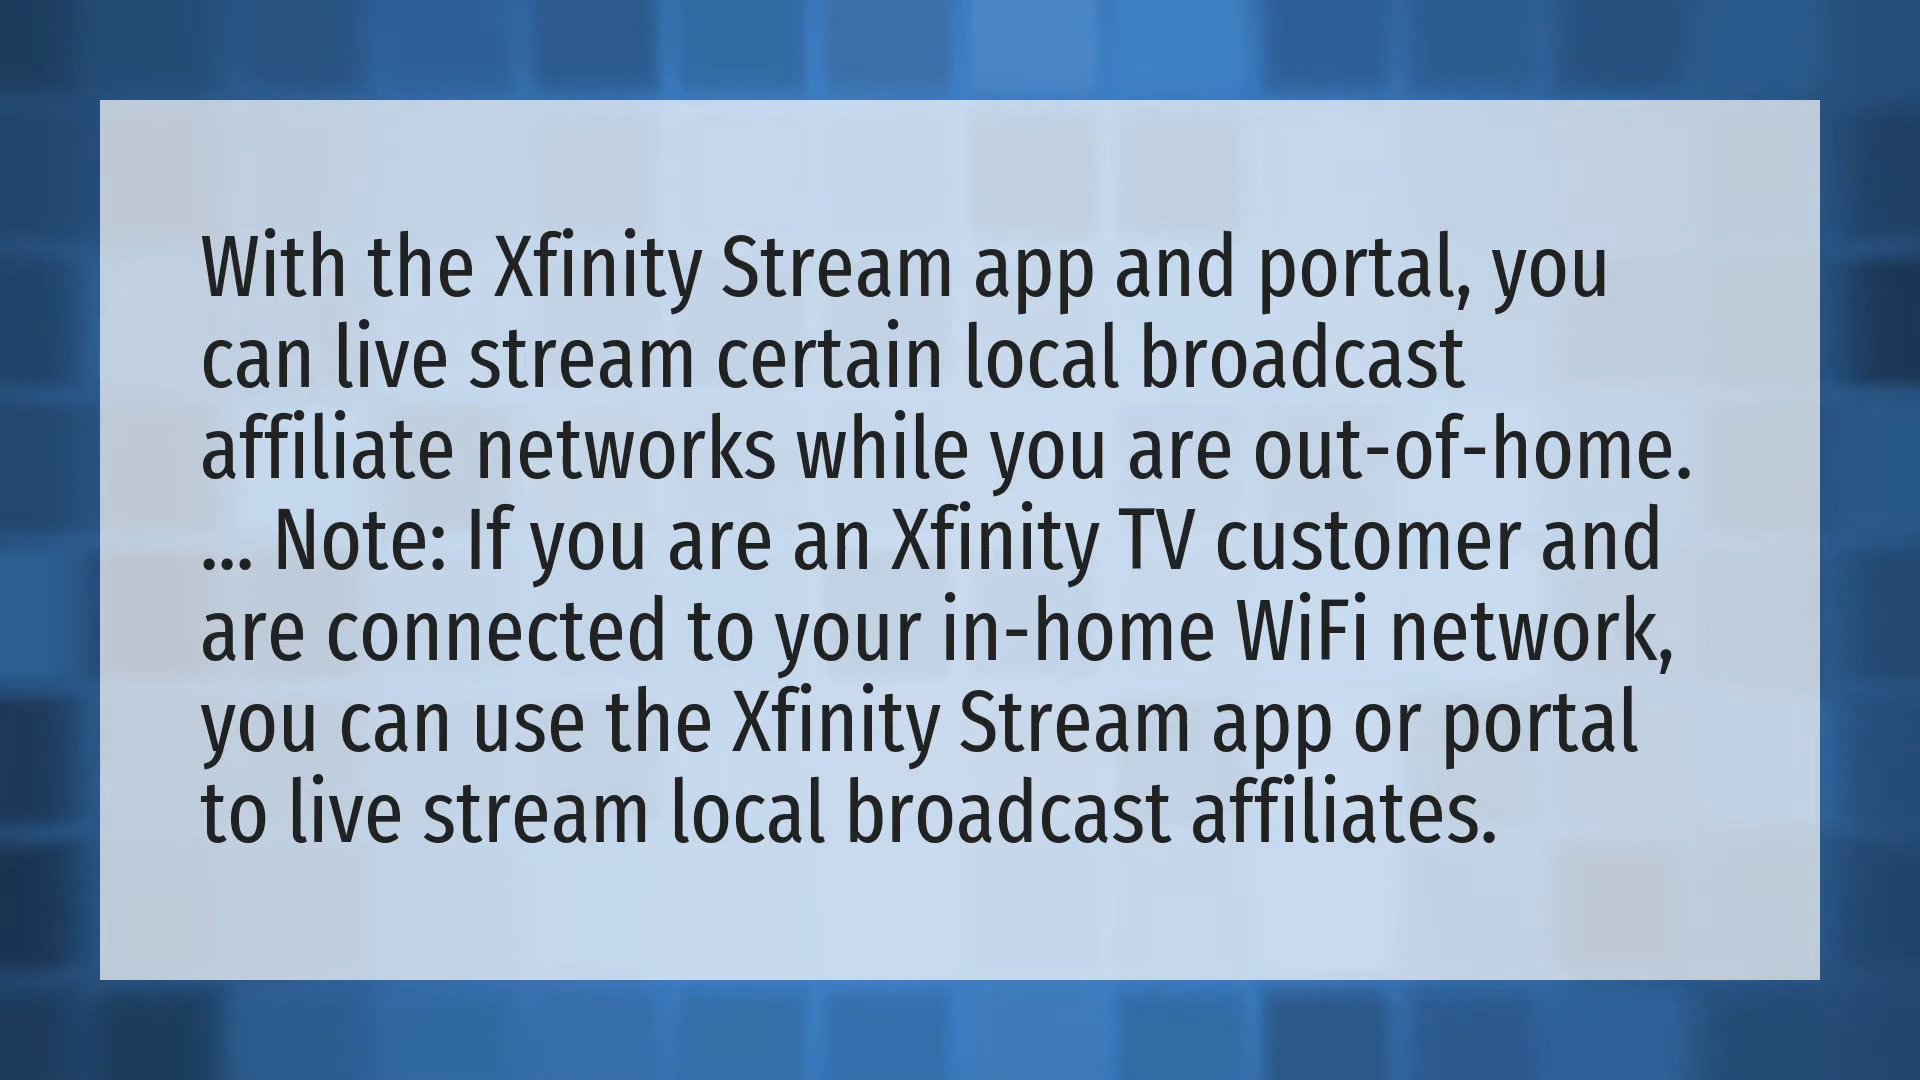 With the Xfinity Stream app and portal, you
can live stream certain local broadcast
affiliate networks while you are out-of-home.
... Note: If you are an Xfinity TV customer and
are connected to your in-home WiFi network,
you can use the Xfinity Stream app or portal
to live stream local broadcast affiliates.